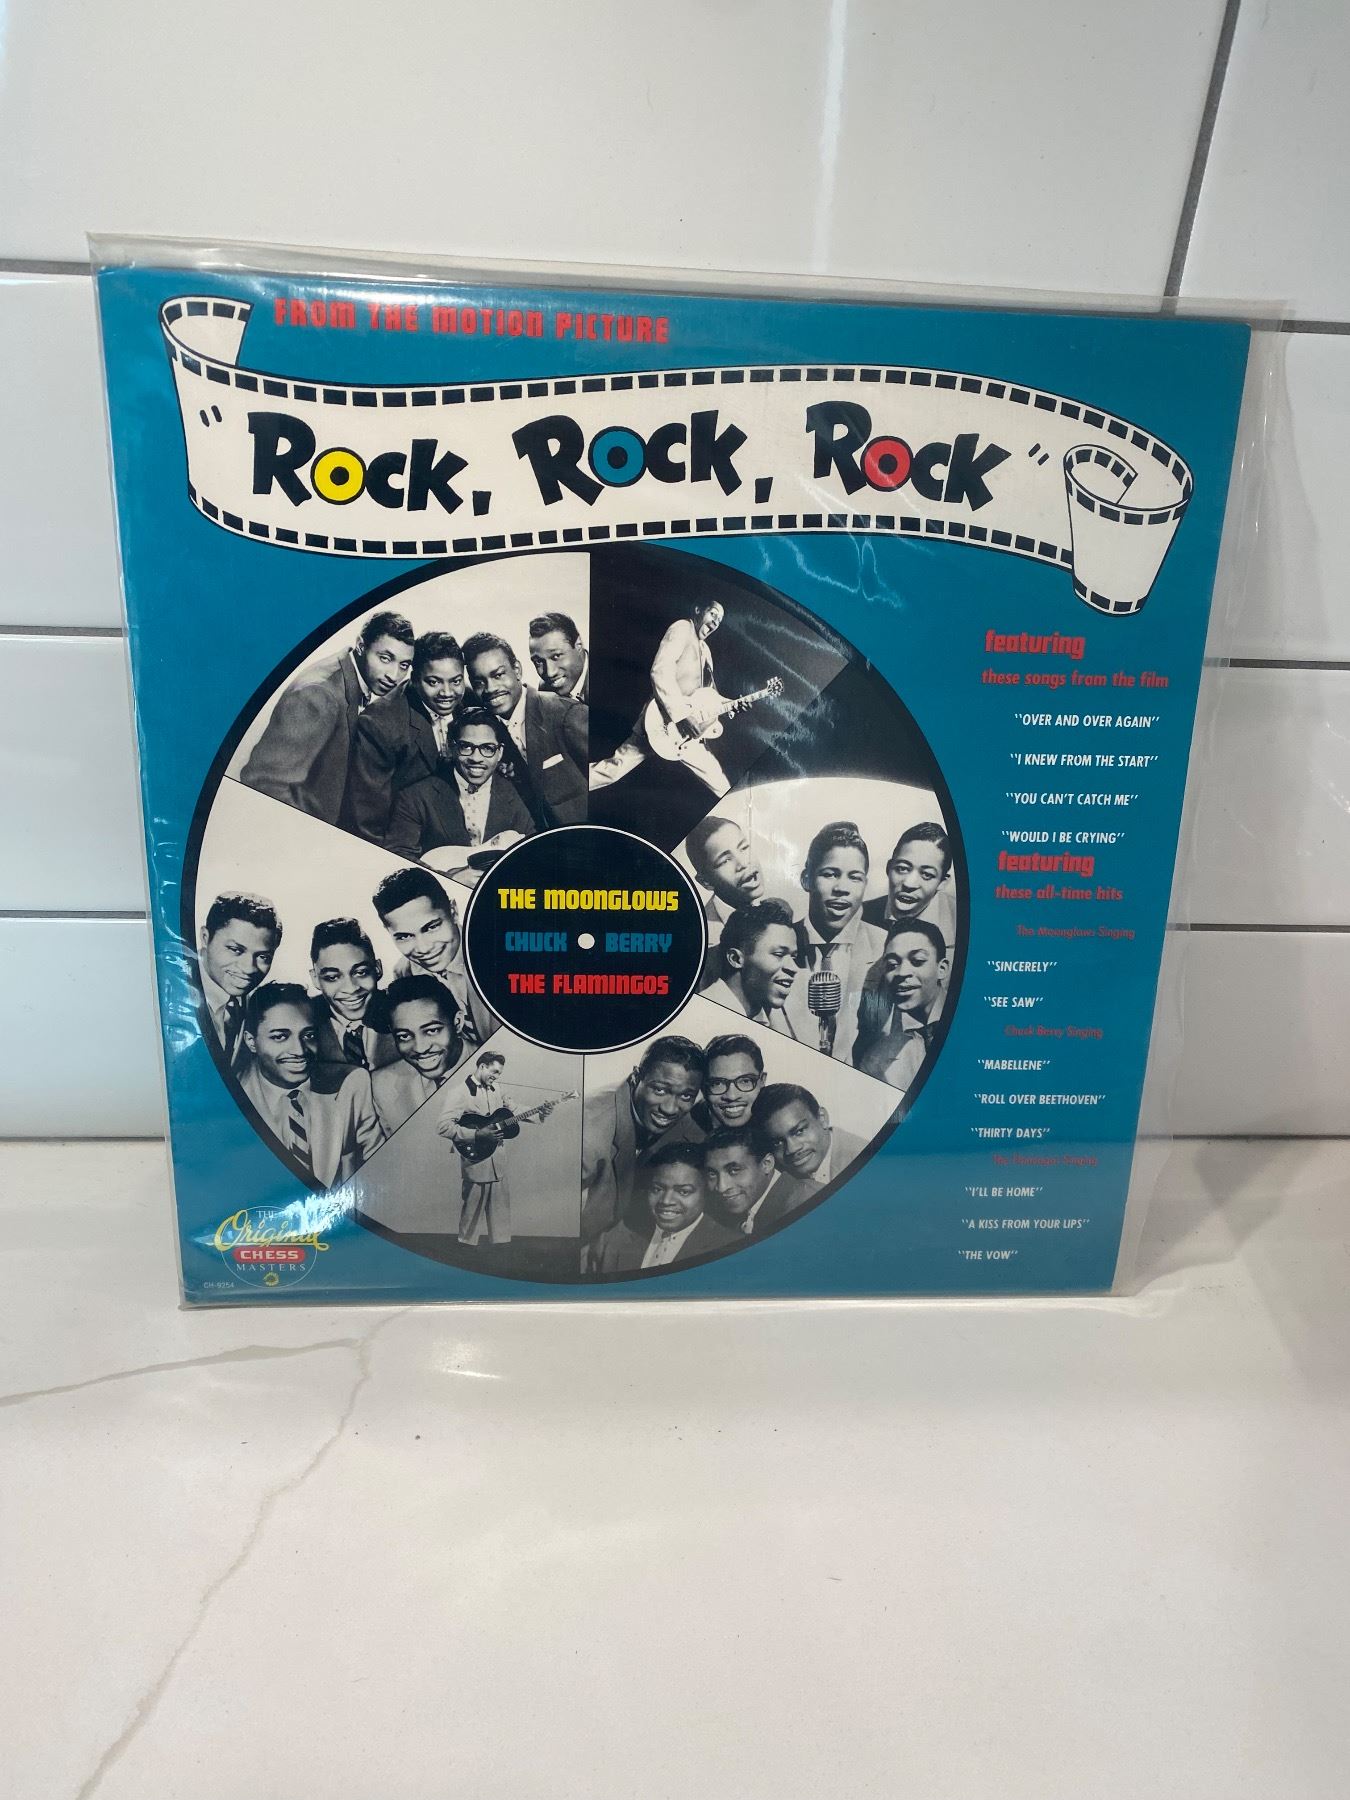 FROM THE MOTION PICTURE
"ROCK, ROCK, ROCK"
THE MOONGLOWS
CHUCK BERRY
THE FLAMINGOS
featuring
these songs from the film
"OVER AND OVER AGAIN"
"I KNEW FROM THE START"
"YOU CAN'T CATCH ME"
"WOULD I BE CRYING"
featuring
these all-time hits
The Moonglows Singing
"SINCERELY"
"SEE SAW"
Chuck Berry Singing
"MABELLENE"
"ROLL OVER BEETHOVEN"
"THIRTY DAYS"
The Flamingos Singing
"I'LL BE HOME"
"A KISS FROM YOUR LIPS"
"THE VOW"
THE
Original
CHESS
MASTERS
CH-9254